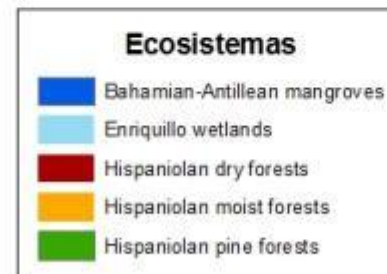 Ecosistemas
Bahamian-Antillean mangroves
Enriquillo wetlands
Hispaniolan dry forests
Hispaniolan moist forests
Hispaniolan pine forests